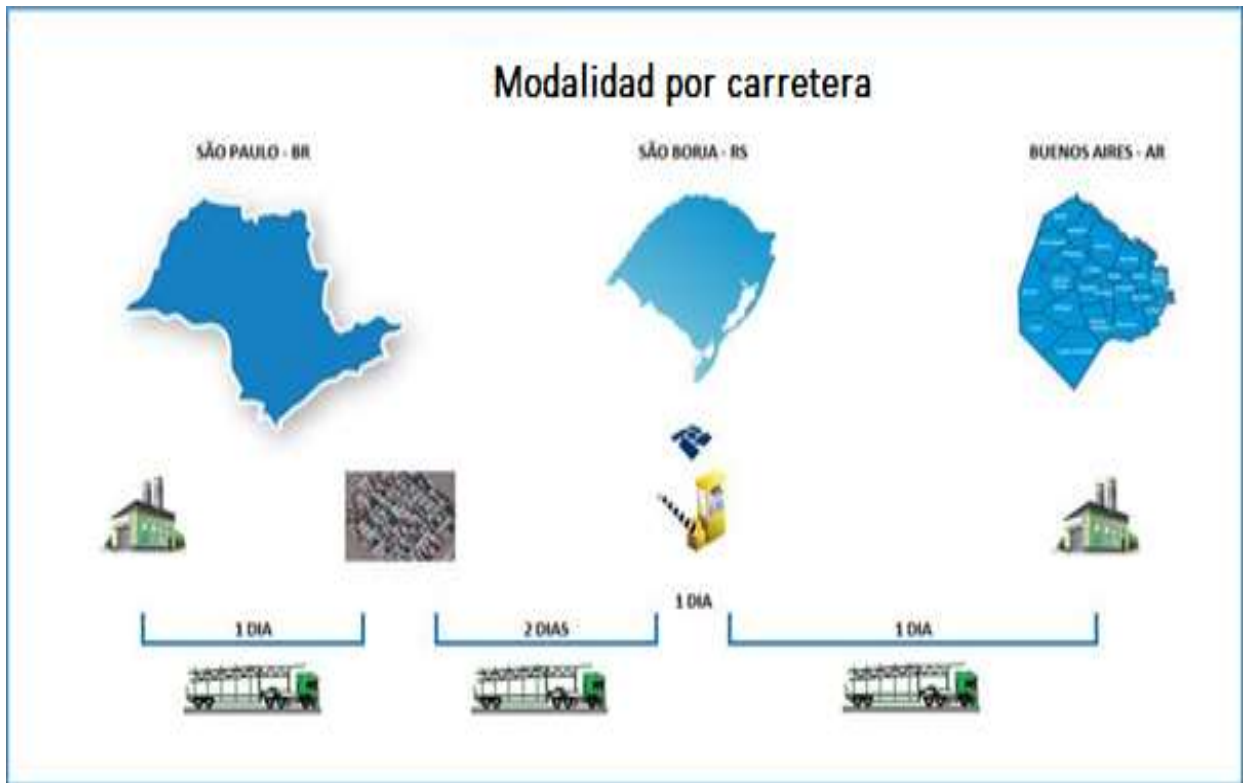 Modalidad por carretera
SÃO PAULO - BR
SÃO BORJA - RS
BUENOS AIRES - AR
1 DIA
1 DIA
2 DIAS
1 DIA